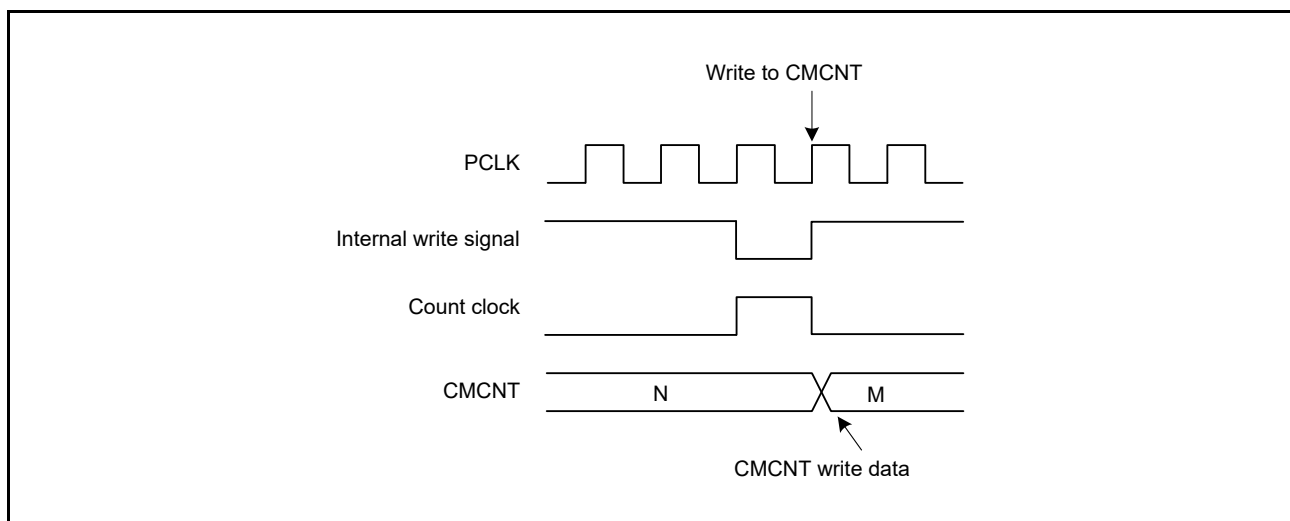 Write to CMCNT
PCLK
Internal write signal
Count clock
CMCNT
N
M
CMCNT write data